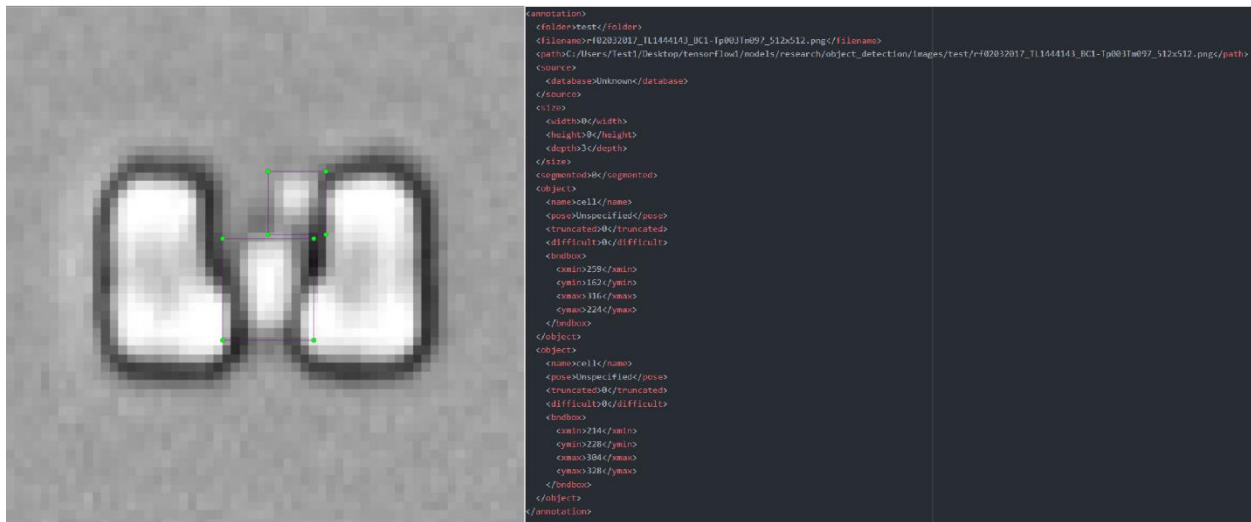 <annotation>
<folder>test</folder>
<filename>rf02032017_TL1444143_BC1-Tp003Tm097_512x512.png</filename>
<path>C:/Users/Test1/Desktop/tensorflow1/models/research/object_detection/images/test/rf02032017_TL1444143_BC1-Tp003Tm097_512x512.png</path>
<source>
<database>Unknown</database>
</source>
<size>
<width>0</width>
<height>0</height>
<depth>3</depth>
</size>
<segmented>0</segmented>
<object>
<name>cell</name>
<pose>Unspecified</pose>
<truncated>0</truncated>
<difficult>0</difficult>
<bndbox>
<xmin>259</xmin>
<ymin>162</ymin>
<xmax>316</xmax>
<ymax>224</ymax>
</bndbox>
</object>
<object>
<name>cell</name>
<pose>Unspecified</pose>
<truncated>0</truncated>
<difficult>0</difficult>
<bndbox>
<xmin>214</xmin>
<ymin>228</ymin>
<xmax>304</xmax>
<ymax>328</ymax>
</bndbox>
</object>
</annotation>